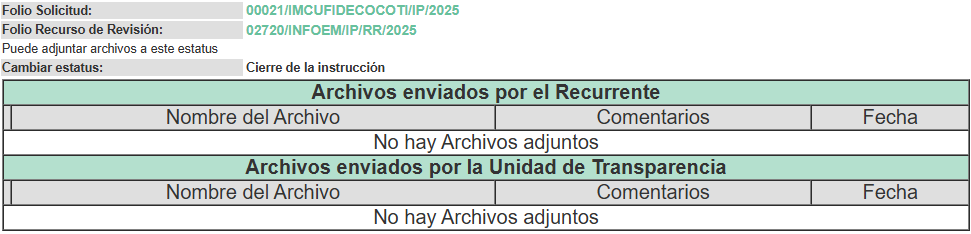 Folio Solicitud: 00021/IMCUFIDECOCOTI/IP/2025
Folio Recurso de Revisión: 02720/INFOEM/IP/RR/2025
Puede adjuntar archivos a este estatus
Cambiar estatus: Cierre de la instrucción
Archivos enviados por el Recurrente
Nombre del Archivo Comentarios Fecha
No hay Archivos adjuntos
Archivos enviados por la Unidad de Transparencia
Nombre del Archivo Comentarios Fecha
No hay Archivos adjuntos